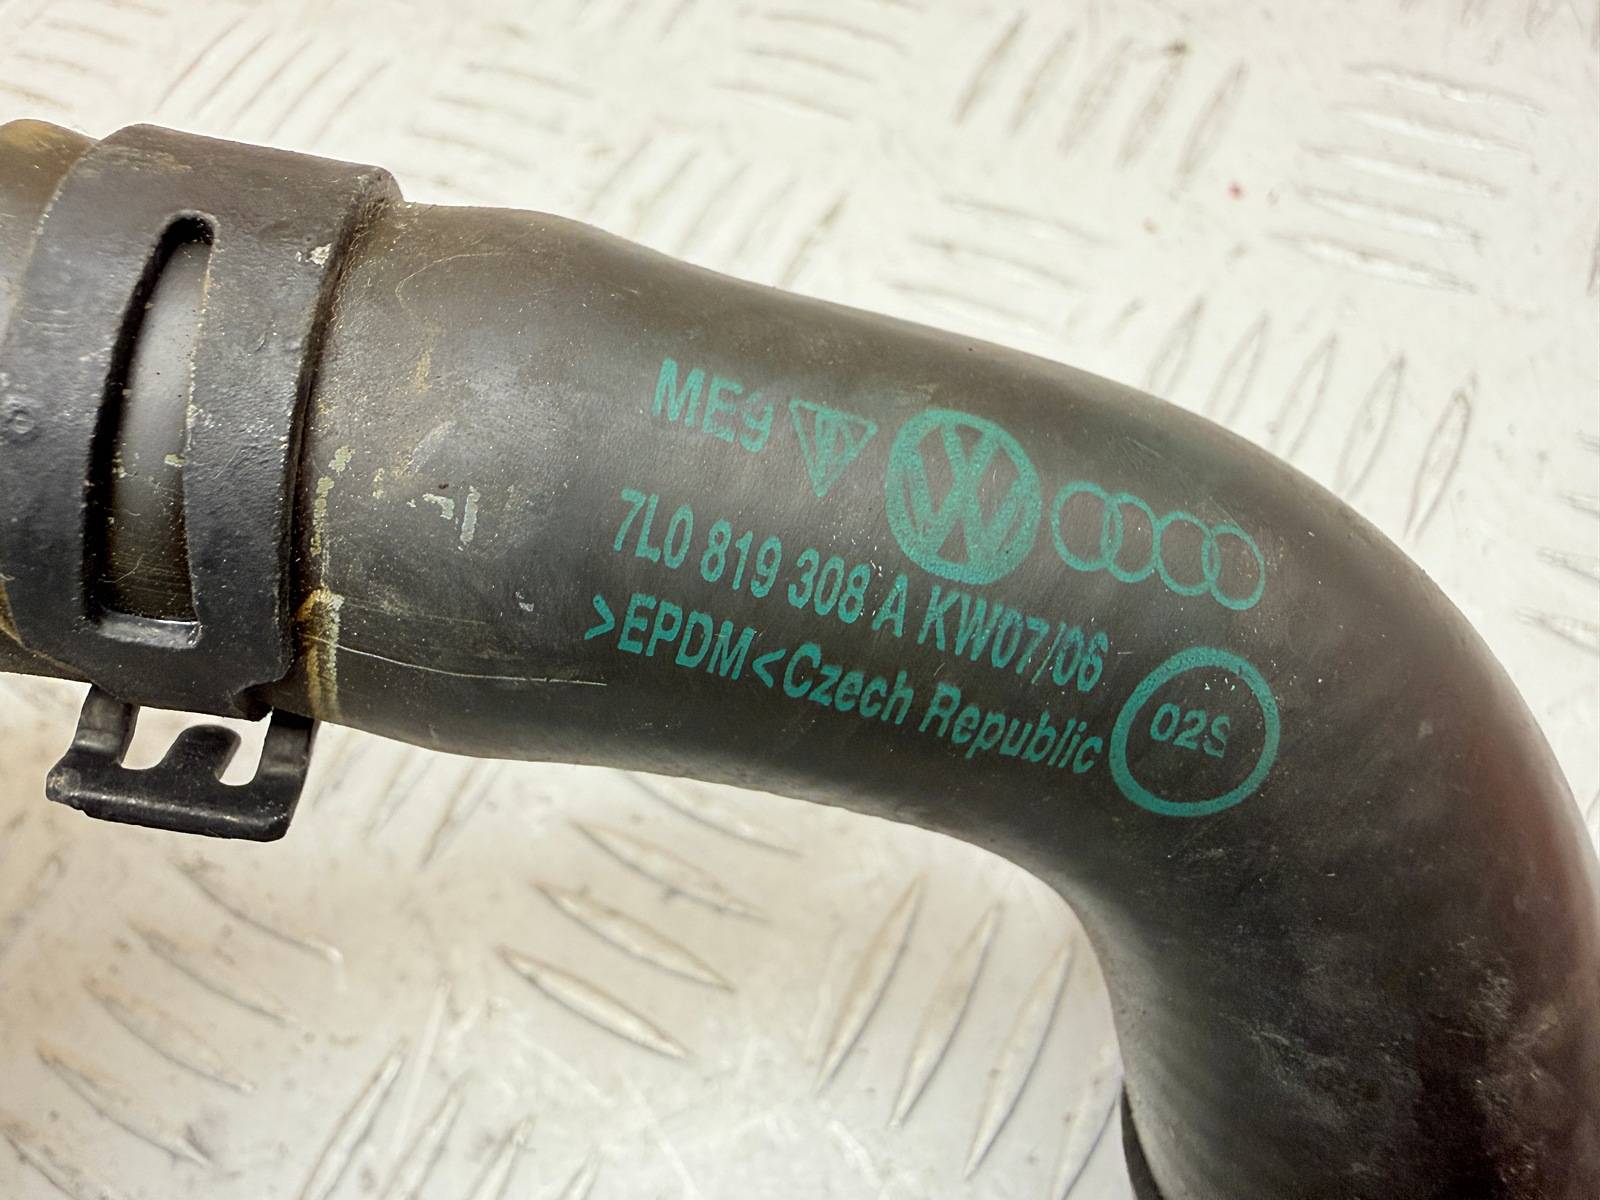 ME9
7L0 819 308 A KW07/06
>EPDM<Czech Republic
02S